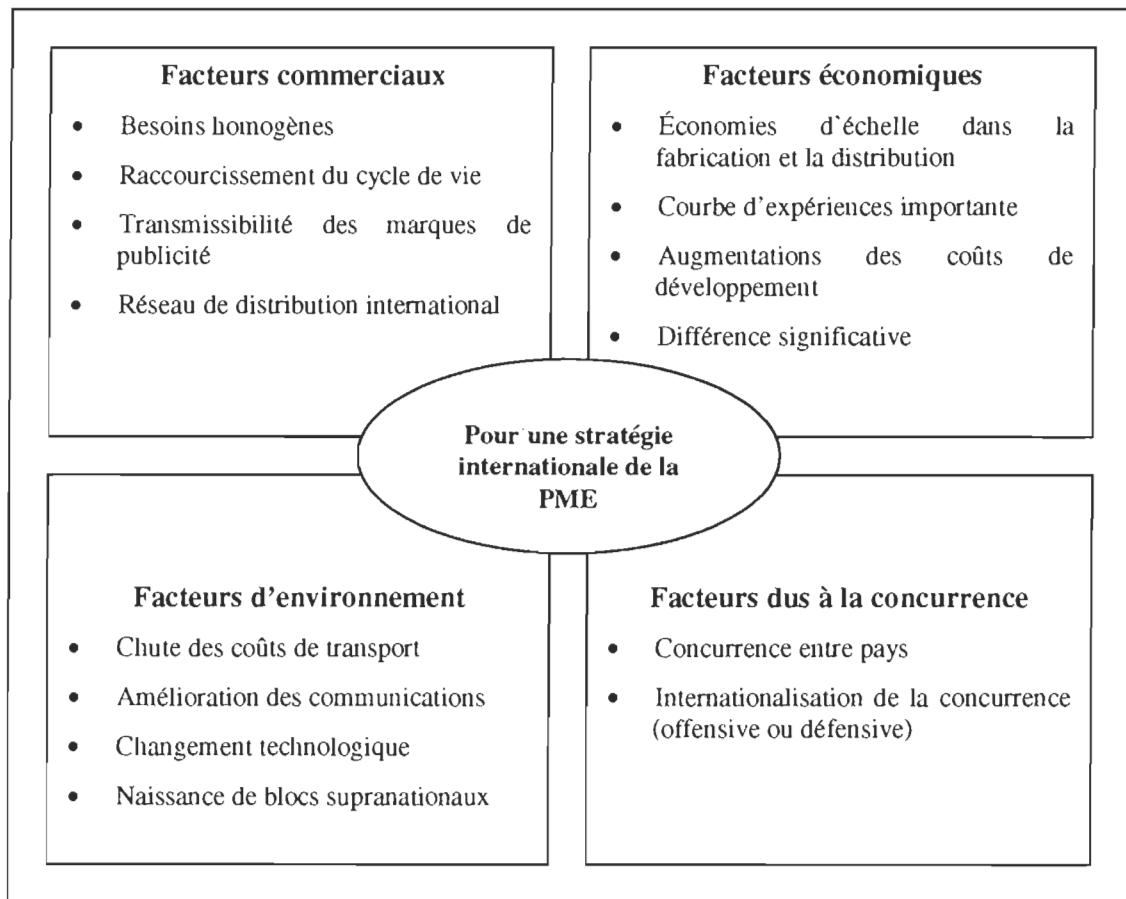 Facteurs commerciaux
• Besoins homogènes
• Raccourcissement du cycle de vie
• Transmissibilité des marques de
publicité
• Réseau de distribution international
Facteurs économiques
• Économies d'échelle dans la
fabrication et la distribution
• Courbe d'expériences importante
• Augmentations des coûts de
développement
• Différence significative
Pour une stratégie
internationale de la
PME
Facteurs d'environnement
• Chute des coûts de transport
• Amélioration des communications
• Changement technologique
• Naissance de blocs supranationaux
Facteurs dus à la concurrence
• Concurrence entre pays
• Internationalisation de la concurrence
(offensive ou défensive)